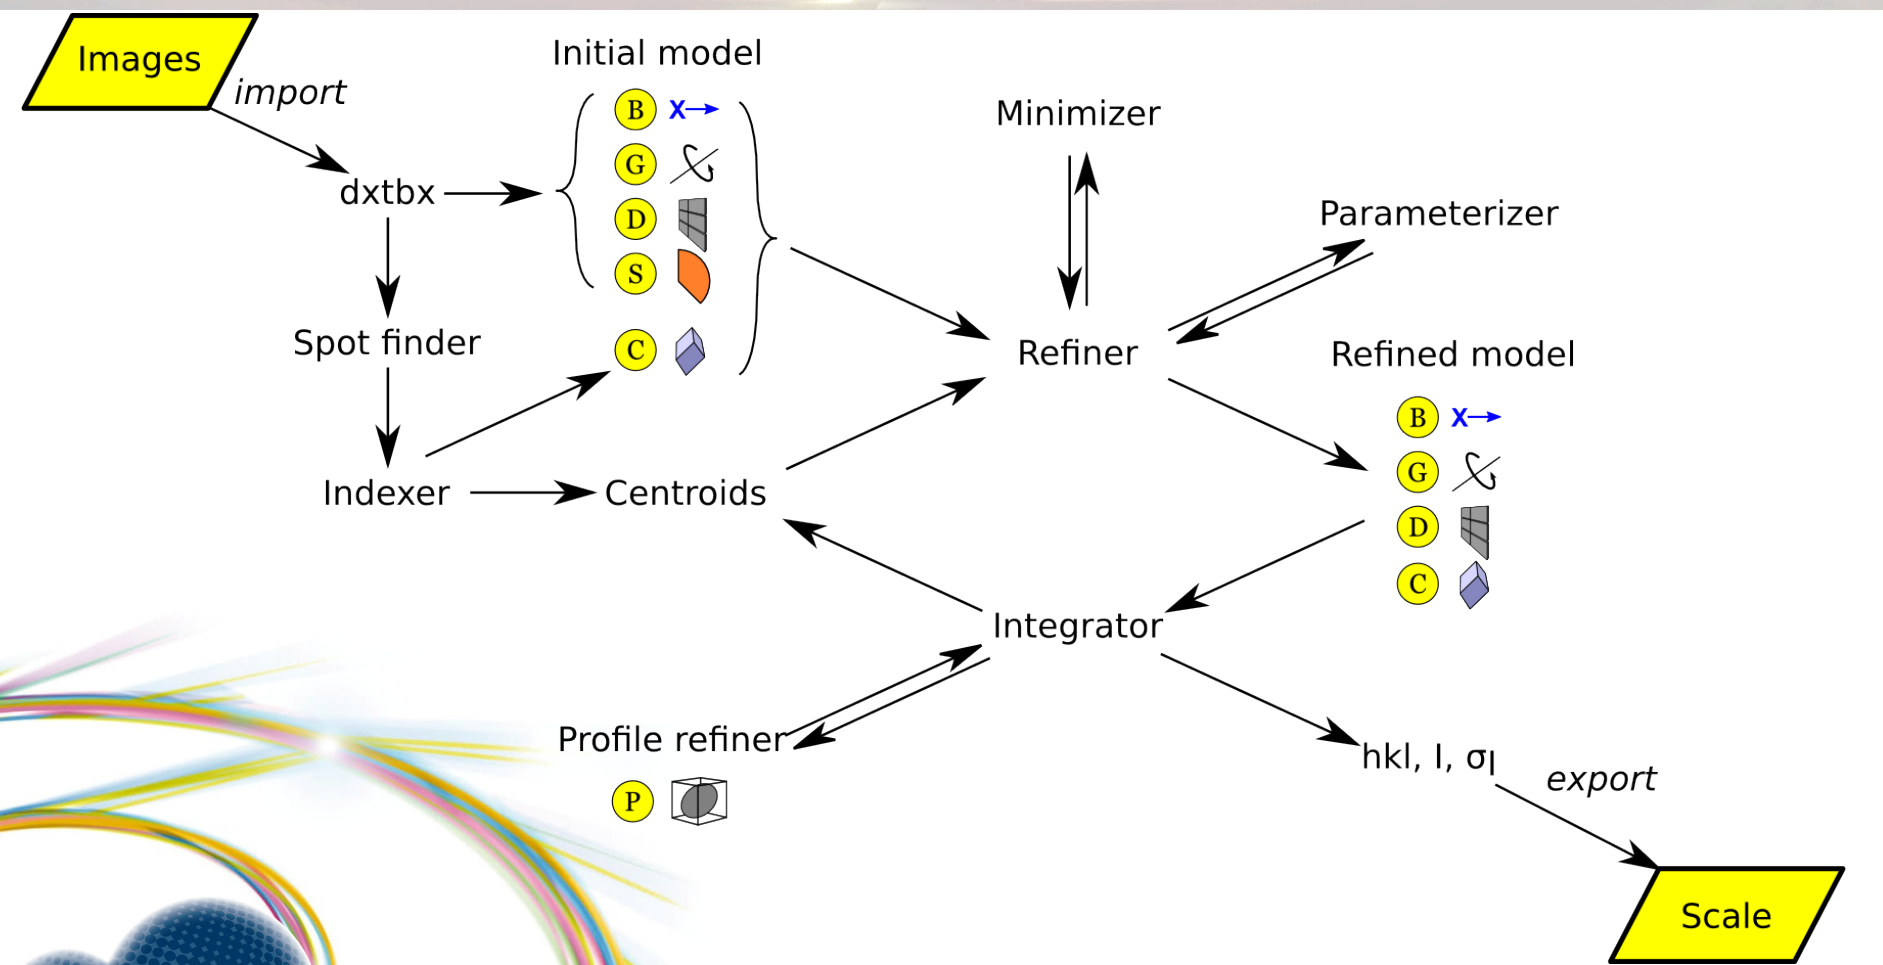 Images
import
Initial model
B X
G
D
S
C
dxtbx
Spot finder
Indexer
Centroids
Minimizer
Parameterizer
Refiner
Refined model
B X
G
D
C
Integrator
Profile refiner
P
hkl, I, σI
export
Scale